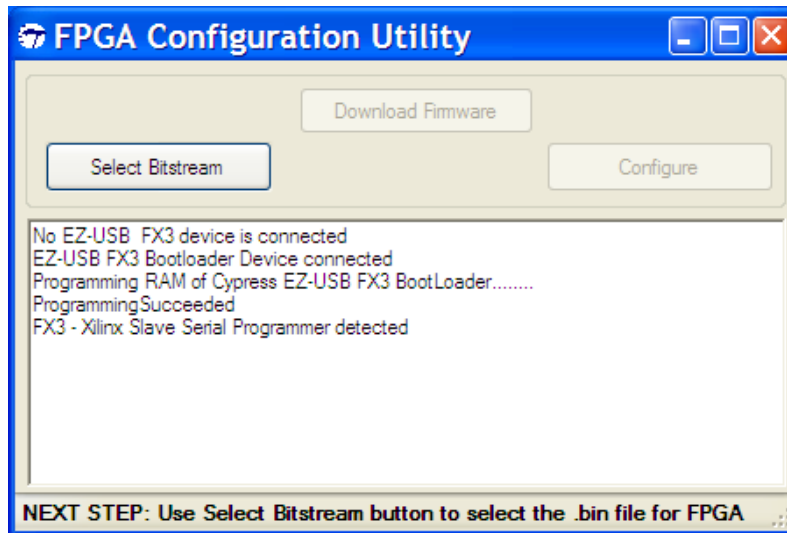 FPGA Configuration Utility
Download Firmware
Select Bitstream
Configure
No EZ-USB  FX3 device is connected
EZ-USB FX3 Bootloader Device connected
Programming RAM of Cypress EZ-USB FX3 BootLoader........
ProgrammingSucceeded
FX3 - Xilinx Slave Serial Programmer detected
NEXT STEP: Use Select Bitstream button to select the .bin file for FPGA